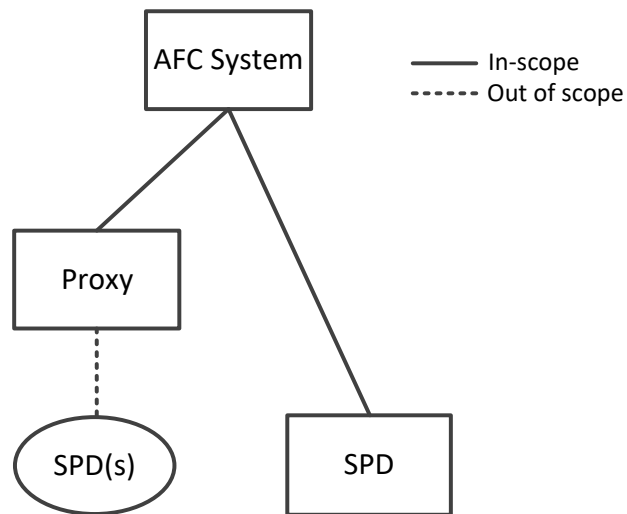 AFC System
In-scope
Out of scope
Proxy
SPD(s)
SPD